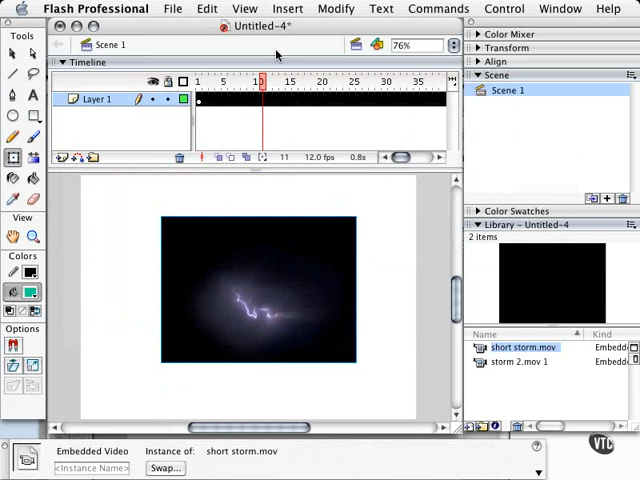 Flash Professional File Edit View Insert Modify Text Commands Control Window Help
Tools
View
Colors
Options
Untitled-4*
Scene 1
76%
Timeline
1 5 10 15 20 25 30 35
Layer 1
11 12.0 fps 0.8s
Color Mixer
Transform
Align
Scene
Scene 1
Color Swatches
Library - Untitled-4
2 items
Name Kind
short storm.mov Embedd
storm 2.mov 1 Embedd
VTC
Embedded Video Instance of: short storm.mov
<Instance Name> Swap...